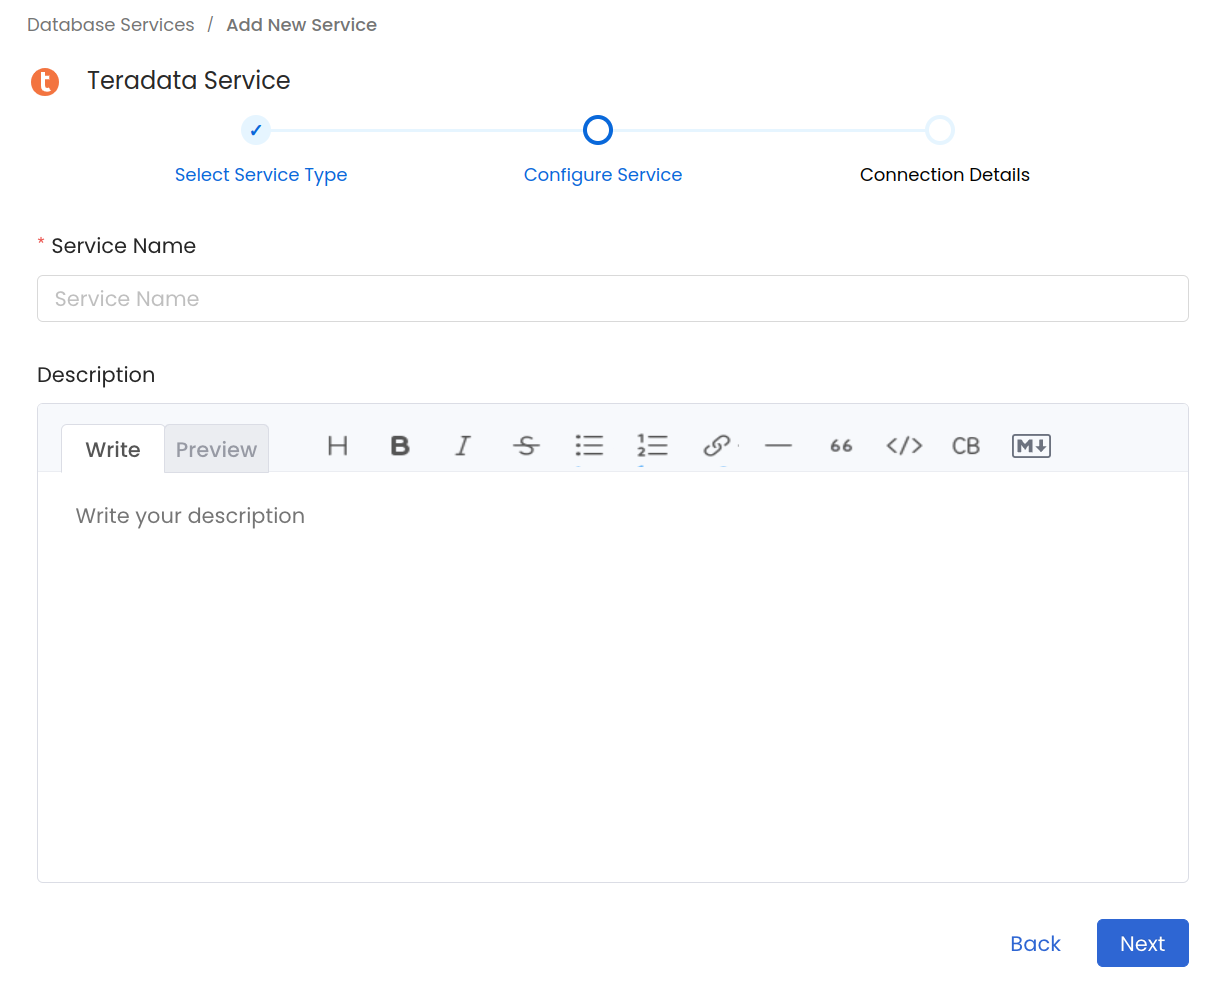 Database Services / Add New Service
t Teradata Service
✓
Select Service Type Configure Service Connection Details
* Service Name
Service Name
Description
Write Preview H B I S 66 </> CB M↓
Write your description
Back Next